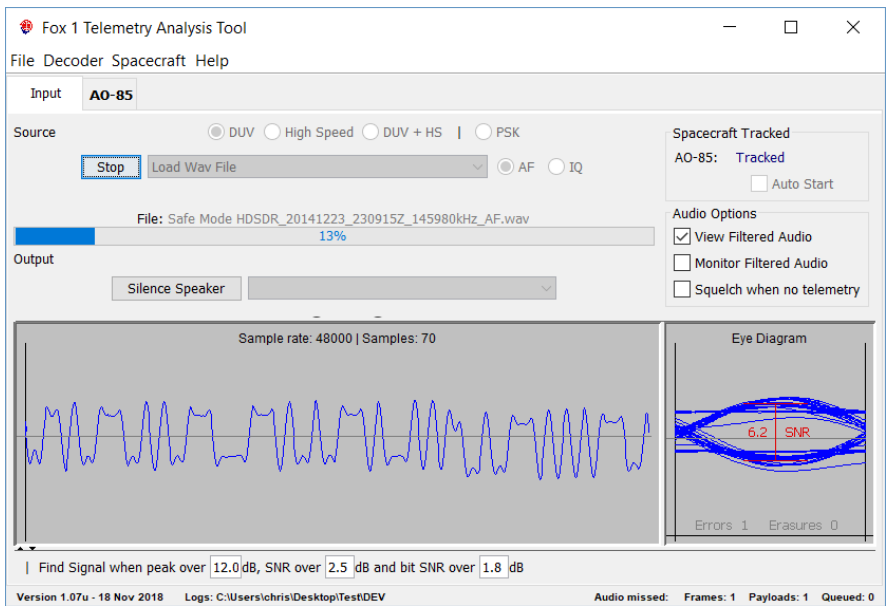 Fox 1 Telemetry Analysis Tool
File Decoder Spacecraft Help
Input AO-85
Source DUV High Speed DUV + HS | PSK
Stop Load Wav File AF IQ
File: Safe Mode HDSDR_20141223_230915Z_145980kHz_AF.wav
13%
Output
Silence Speaker
Spacecraft Tracked
AO-85: Tracked
Auto Start
Audio Options
View Filtered Audio
Monitor Filtered Audio
Squelch when no telemetry
Sample rate: 48000 | Samples: 70
Eye Diagram
6.2 SNR
Errors 1 Erasures 0
| Find Signal when peak over 12.0 dB, SNR over 2.5 dB and bit SNR over 1.8 dB
Version 1.07u - 18 Nov 2018 Logs: C:\Users\chris\Desktop\Test\DEV Audio missed: Frames: 1 Payloads: 1 Queued: 0